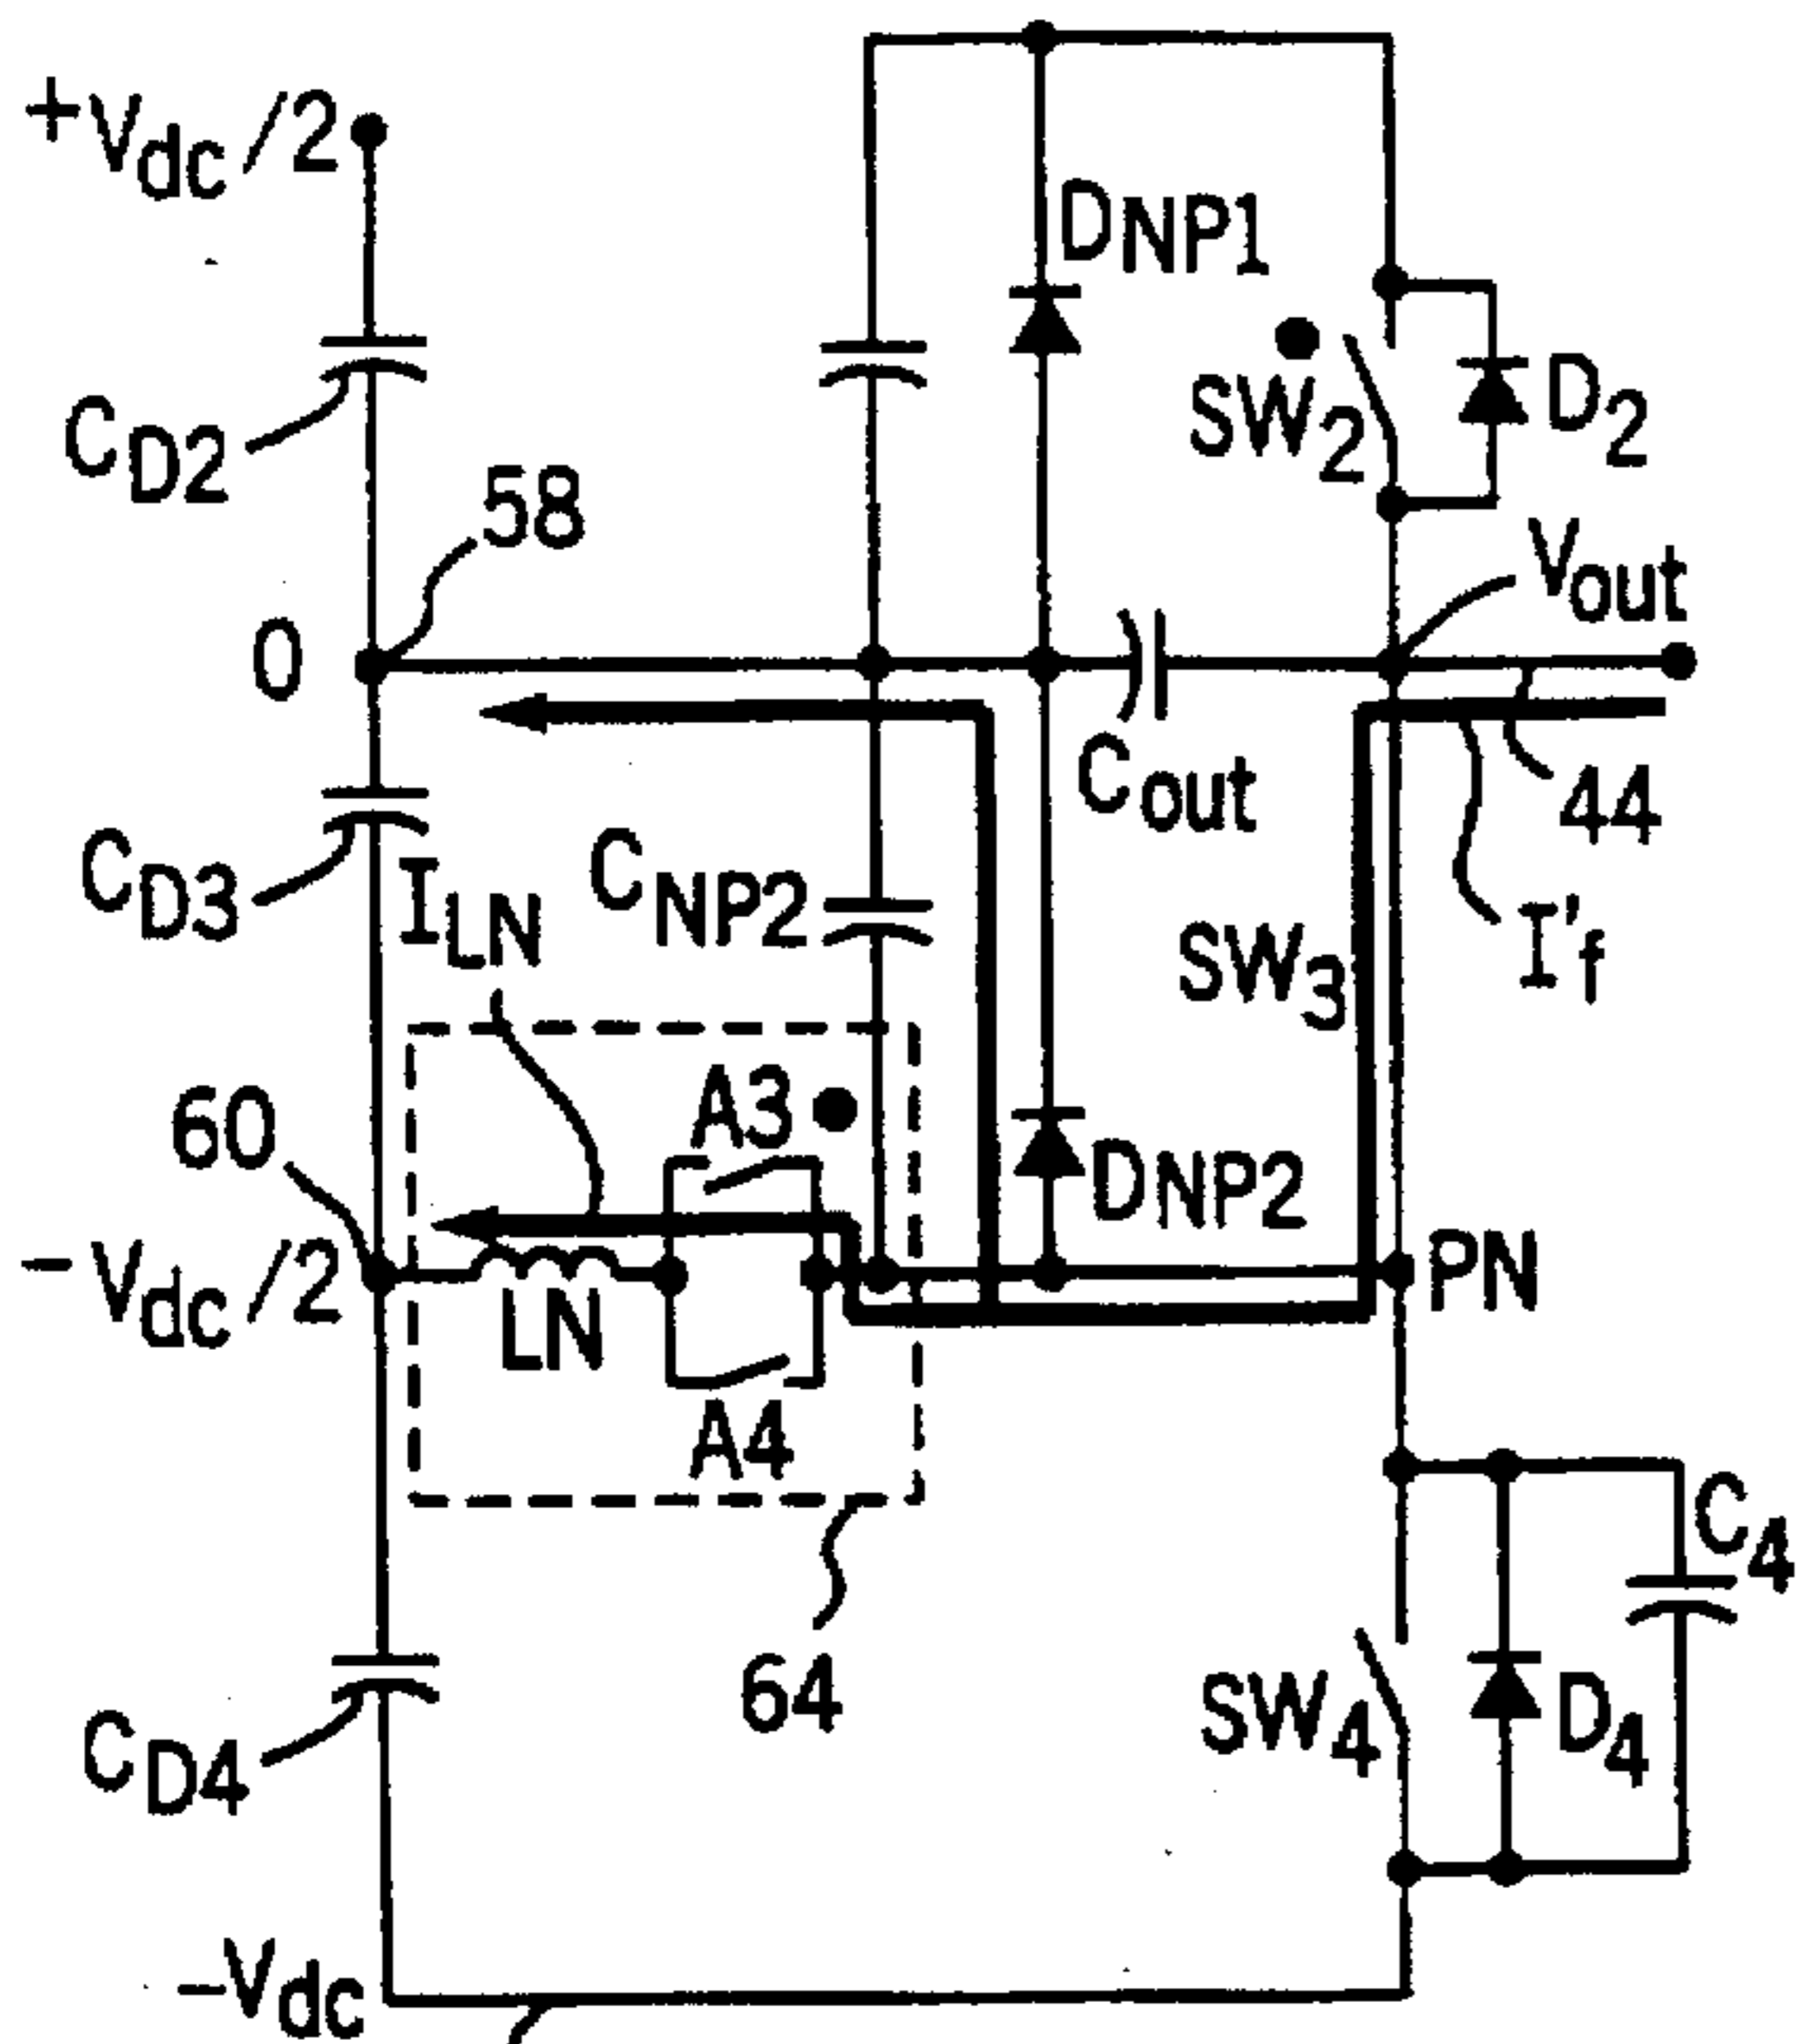 +Vdc/2
DNP1
SW2
D2
CD2
58
Vout
0
Cout
44
CD3
ILN
CNP2
SW3
I'f
60
A3
DNP2
-Vdc/2
LN
PN
A4
C4
64
SW4
D4
CD4
-Vdc